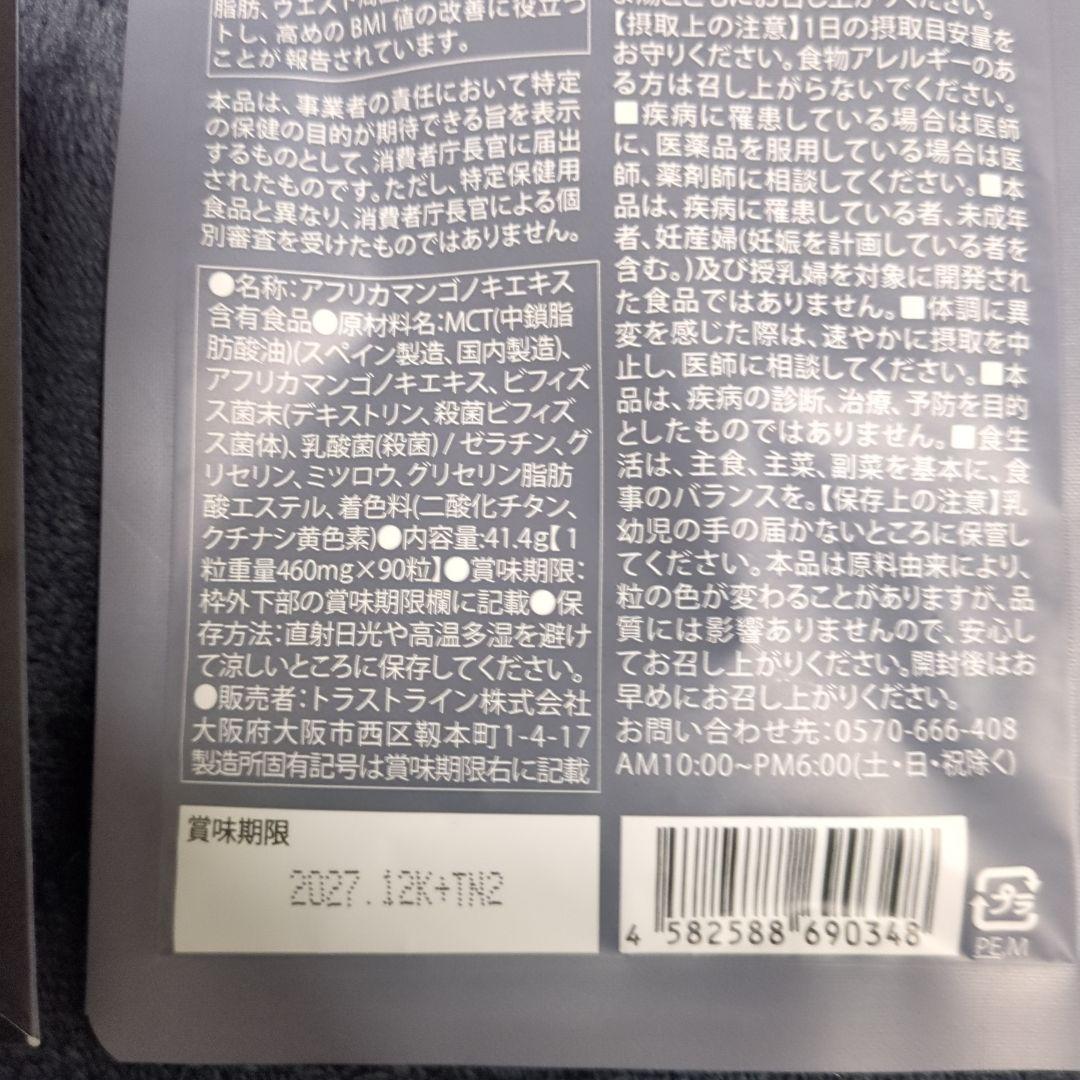 脂肪、ウエスト周囲
トし、高めのBMI値の改善に役立つ
ことが報告されています。
本品は、事業者の責任において特定
の保健の目的が期待できる旨を表示
するものとして、消費者庁長官に届出
されたものです。ただし、特定保健用
食品と異なり、消費者庁長官による個
別審査を受けたものではありません。
●名称：アフリカマンゴノキエキス
含有食品●原材料名：MCT(中鎖脂
肪酸油)(スペイン製造、国内製造)、
アフリカマンゴノキエキス、ビフィズ
ス菌末(デキストリン、殺菌ビフィズ
ス菌体)、乳酸菌(殺菌) / ゼラチン、グ
リセリン、ミツロウ、グリセリン脂肪
酸エステル、着色料(二酸化チタン、
クチナシ黄色素)●内容量:41.4g【1
粒重量460mg×90粒】●賞味期限：
枠外下部の賞味期限欄に記載●保
存方法：直射日光や高温多湿を避け
て涼しいところに保存してください。
●販売者：トラストライン株式会社
大阪府大阪市西区靱本町1-4-17
製造所固有記号は賞味期限右に記載
賞味期限
2027.12K+TN2
召し上がりください。
【摂取上の注意】1日の摂取目安量を
お守りください。食物アレルギーのあ
る方は召し上がらないでください。
■疾病に罹患している場合は医師
に、医薬品を服用している場合は医
師、薬剤師に相談してください。■本
品は、疾病に罹患している者、未成年
者、妊産婦(妊娠を計画している者を
含む。)及び授乳婦を対象に開発され
た食品ではありません。■体調に異
変を感じた際は、速やかに摂取を中
止し、医師に相談してください。■本
品は、疾病の診断、治療、予防を目的
としたものではありません。■食生
活は、主食、主菜、副菜を基本に、食
事のバランスを。【保存上の注意】乳
幼児の手の届かないところに保管し
てください。本品は原料由来により、
粒の色が変わることがありますが、品
質には影響ありませんので、安心し
てお召し上がりください。開封後はお
早めにお召し上がりください。
お問い合わせ先：0570-666-408
AM10:00~PM6:00(土・日・祝除く)
4 582588 690348
プラ
PE,M